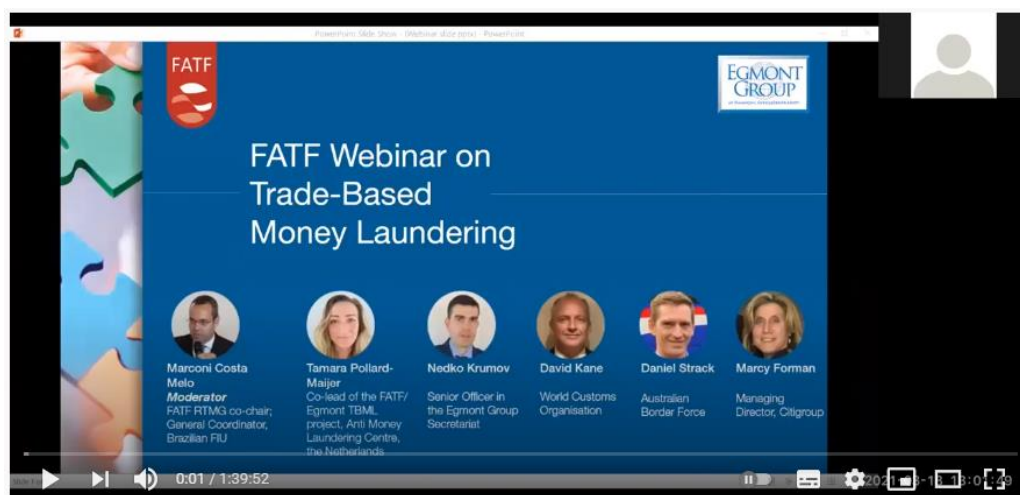 PowerPoint Slide Show - (Webinar slide.pptx) - PowerPoint
FATF
EGMONT
GROUP
FATF Webinar on
Trade-Based
Money Laundering
Marconi Costa
Melo
Moderator
FATF RTMG co-chair;
General Coordinator,
Brazilian FIU
Tamara Pollard-
Maijer
Co-lead of the FATF/
Egmont TBML
project, Anti Money
Laundering Centre,
the Netherlands
Nedko Krumov
Senior Officer in
the Egmont Group
Secretariat
David Kane
World Customs
Organisation
Daniel Strack
Australian
Border Force
Marcy Forman
Managing
Director, Citigroup
0:01 / 1:39:52